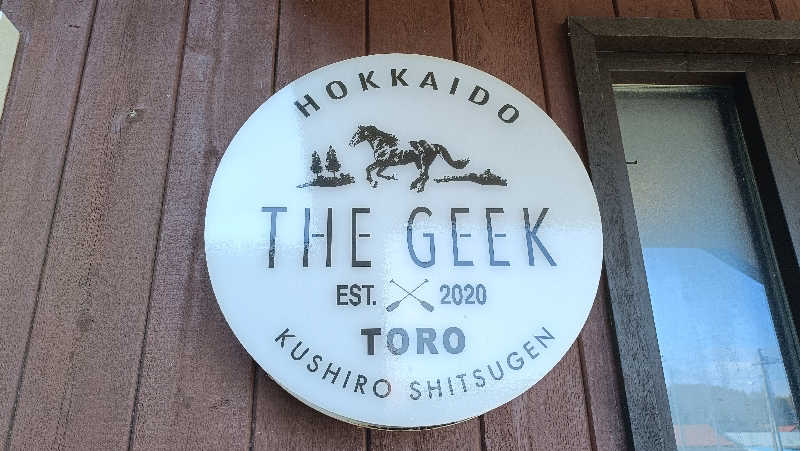 HOKKAIDO
THE GEEK
EST. 2020
TORO
KUSHIRO SHITSUGEN